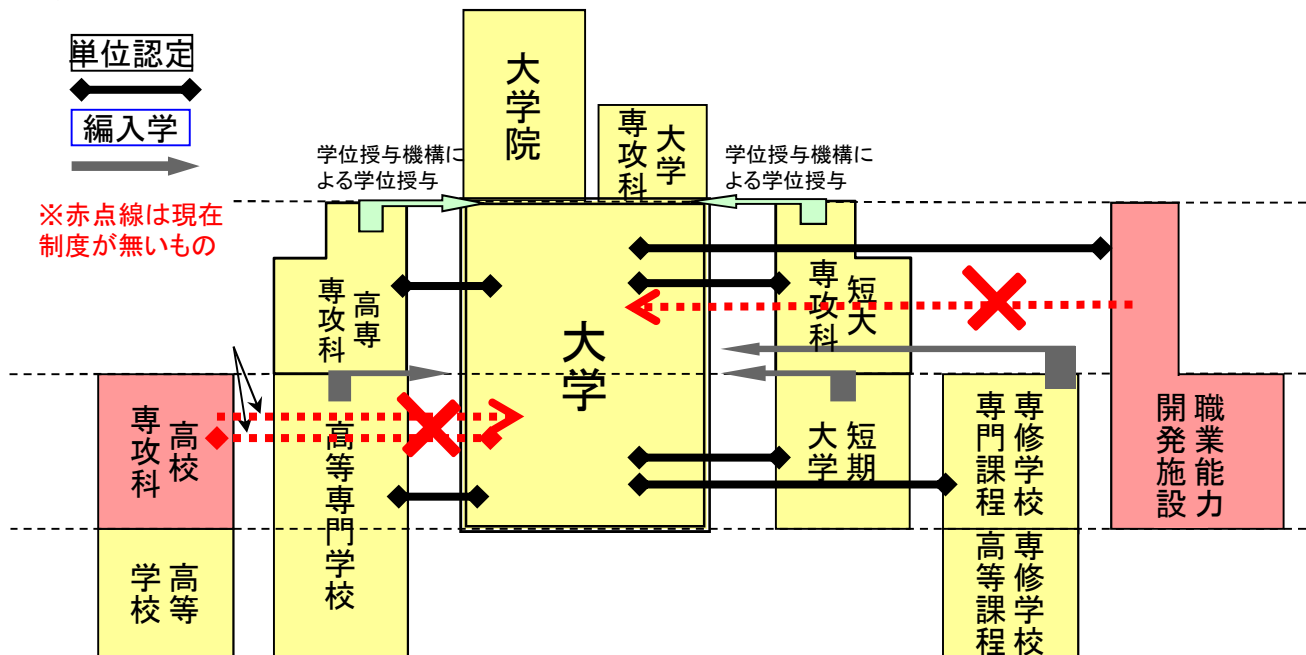 単位認定
編入学
※赤点線は現在
制度が無いもの
大学院
大学
専攻科
学位授与機構に
よる学位授与
学位授与機構に
よる学位授与
高専
専攻科
大学
短大
専攻科
高校
専攻科
高等専門学校
短期
大学
専修学校
専門課程
職業能力
開発施設
高等
学校
専修学校
高等課程